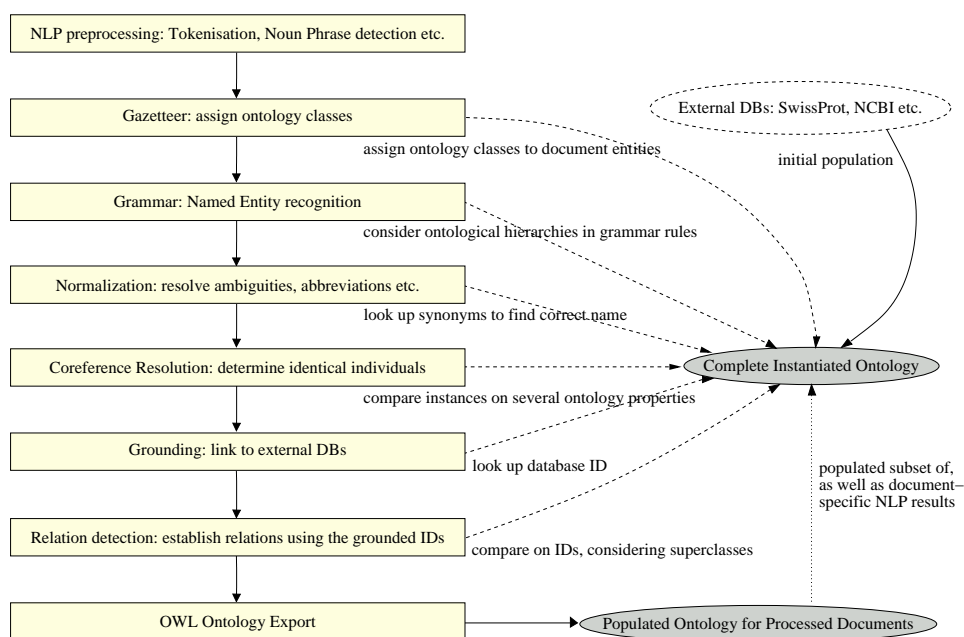 NLP preprocessing: Tokenisation, Noun Phrase detection etc.
Gazetteer: assign ontology classes
External DBs: SwissProt, NCBI etc.
assign ontology classes to document entities
initial population
Grammar: Named Entity recognition
consider ontological hierarchies in grammar rules
Normalization: resolve ambiguities, abbreviations etc.
look up synonyms to find correct name
Coreference Resolution: determine identical individuals
Complete Instantiated Ontology
compare instances on several ontology properties
Grounding: link to external DBs
look up database ID
populated subset of,
as well as document–
specific NLP results
Relation detection: establish relations using the grounded IDs
compare on IDs, considering superclasses
OWL Ontology Export
Populated Ontology for Processed Documents